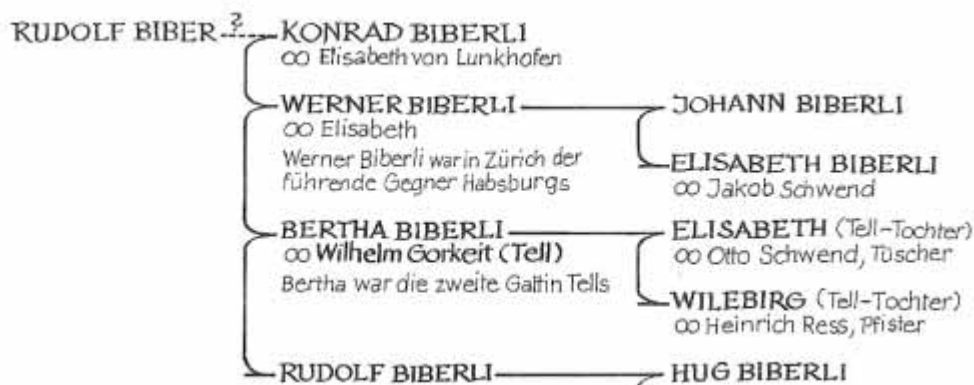 RUDOLF BIBER ? KONRAD BIBERLI
∞ Elisabeth von Lunkhofen
WERNER BIBERLI JOHANN BIBERLI
∞ Elisabeth
Werner Biberli war in Zürich der
führende Gegner Habsburgs
ELISABETH BIBERLI
∞ Jakob Schwend
BERTHA BIBERLI ELISABETH (Tell-Tochter)
∞ Wilhelm Gorkeit (Tell) ∞ Otto Schwend, Tüscher
Bertha war die zweite Gattin Tells
WILEBIRG (Tell-Tochter)
∞ Heinrich Ress, Pfister
RUDOLF BIBERLI HUG BIBERLI